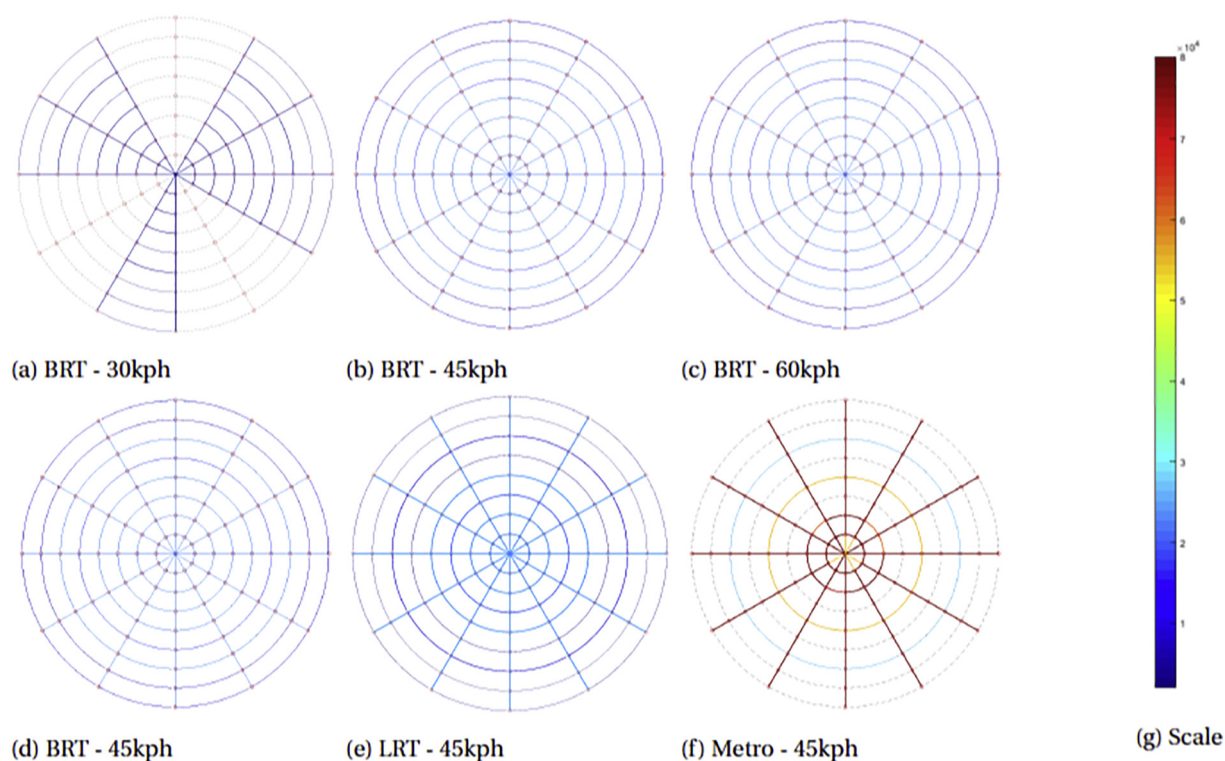 ×10⁴
8
7
6
5
4
3
2
1
(a) BRT - 30kph
(b) BRT - 45kph
(c) BRT - 60kph
(d) BRT - 45kph
(e) LRT - 45kph
(f) Metro - 45kph
(g) Scale